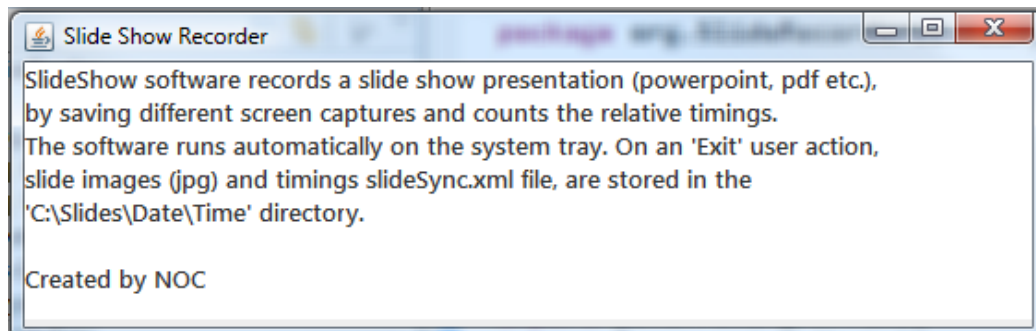 Slide Show Recorder
SlideShow software records a slide show presentation (powerpoint, pdf etc.),
by saving different screen captures and counts the relative timings.
The software runs automatically on the system tray. On an 'Exit' user action,
slide images (jpg) and timings slideSync.xml file, are stored in the
'C:\Slides\Date\Time' directory.
Created by NOC